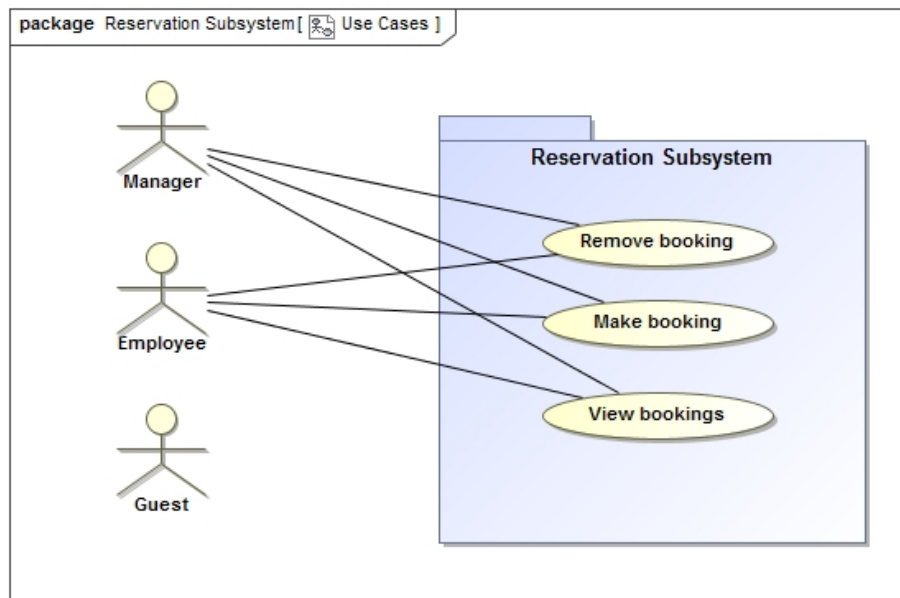 package Reservation Subsystem[ Use Cases ]
Manager
Reservation Subsystem
Remove booking
Employee
Make booking
View bookings
Guest